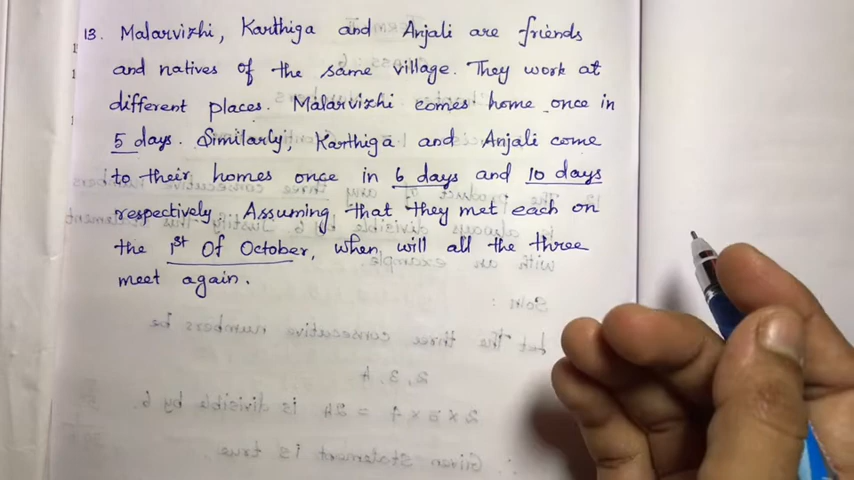 13. Malarvizhi, Karthiga and Anjali are friends
and natives of the same village. They work at
different places. Malarvizhi comes home once in
5 days. Similarly, Karthiga and Anjali come
to their homes once in 6 days and 10 days
respectively. Assuming that they met each on
the 1st of October, when will all the three
meet again.